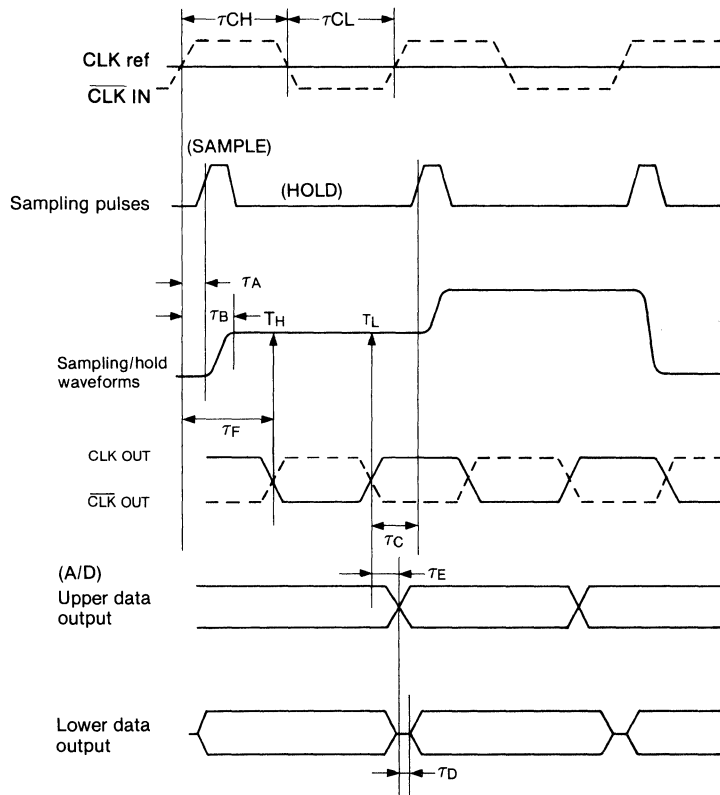 τCH
τCL
CLK ref
CLK IN
(SAMPLE)
(HOLD)
Sampling pulses
τA
τB
TH
TL
Sampling/hold
waveforms
τF
CLK OUT
CLK OUT
τC
(A/D)
τE
Upper data
output
Lower data
output
τD